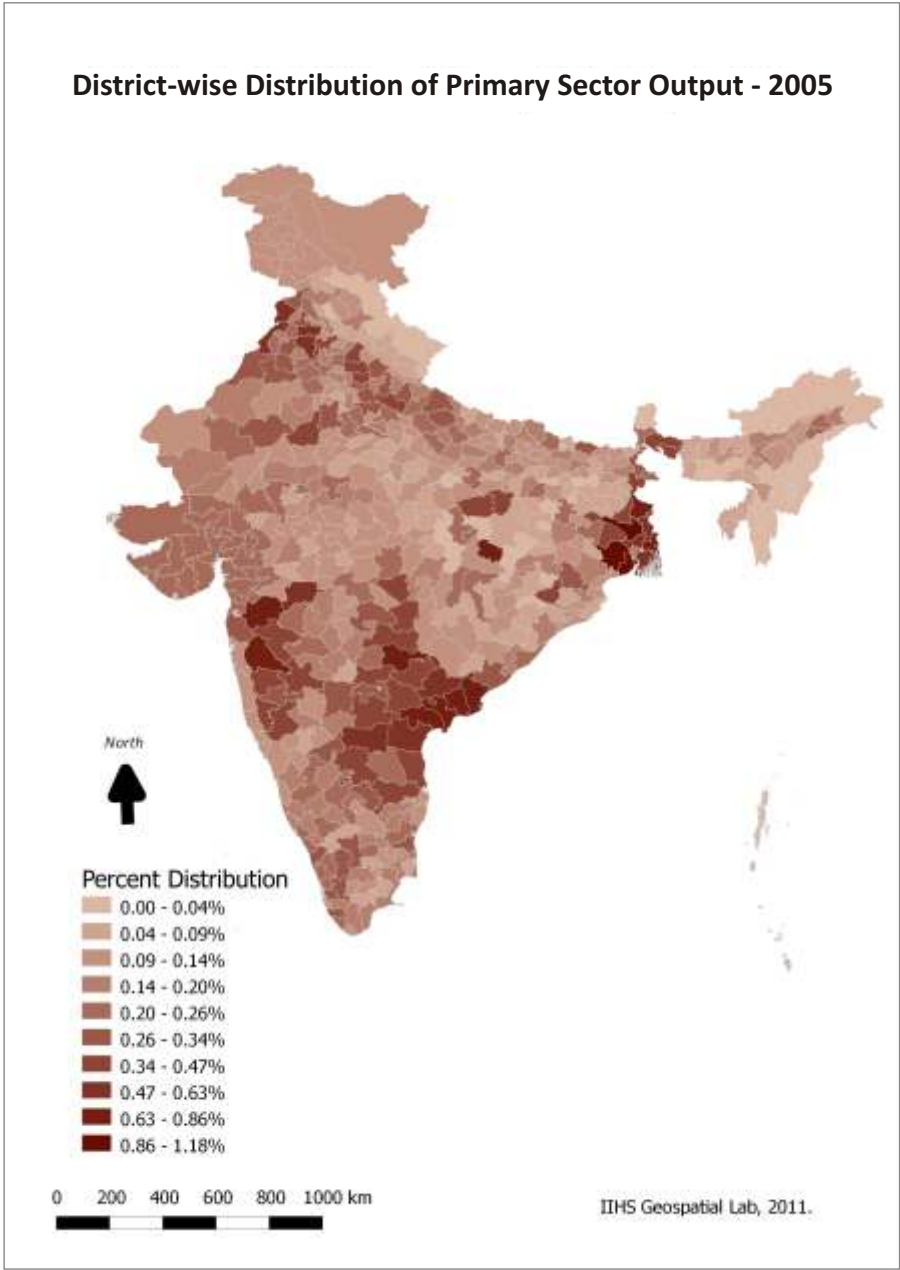 District-wise Distribution of Primary Sector Output - 2005
North
Percent Distribution
0.00 - 0.04%
0.04 - 0.09%
0.09 - 0.14%
0.14 - 0.20%
0.20 - 0.26%
0.26 - 0.34%
0.34 - 0.47%
0.47 - 0.63%
0.63 - 0.86%
0.86 - 1.18%
0 200 400 600 800 1000 km
IIHS Geospatial Lab, 2011.